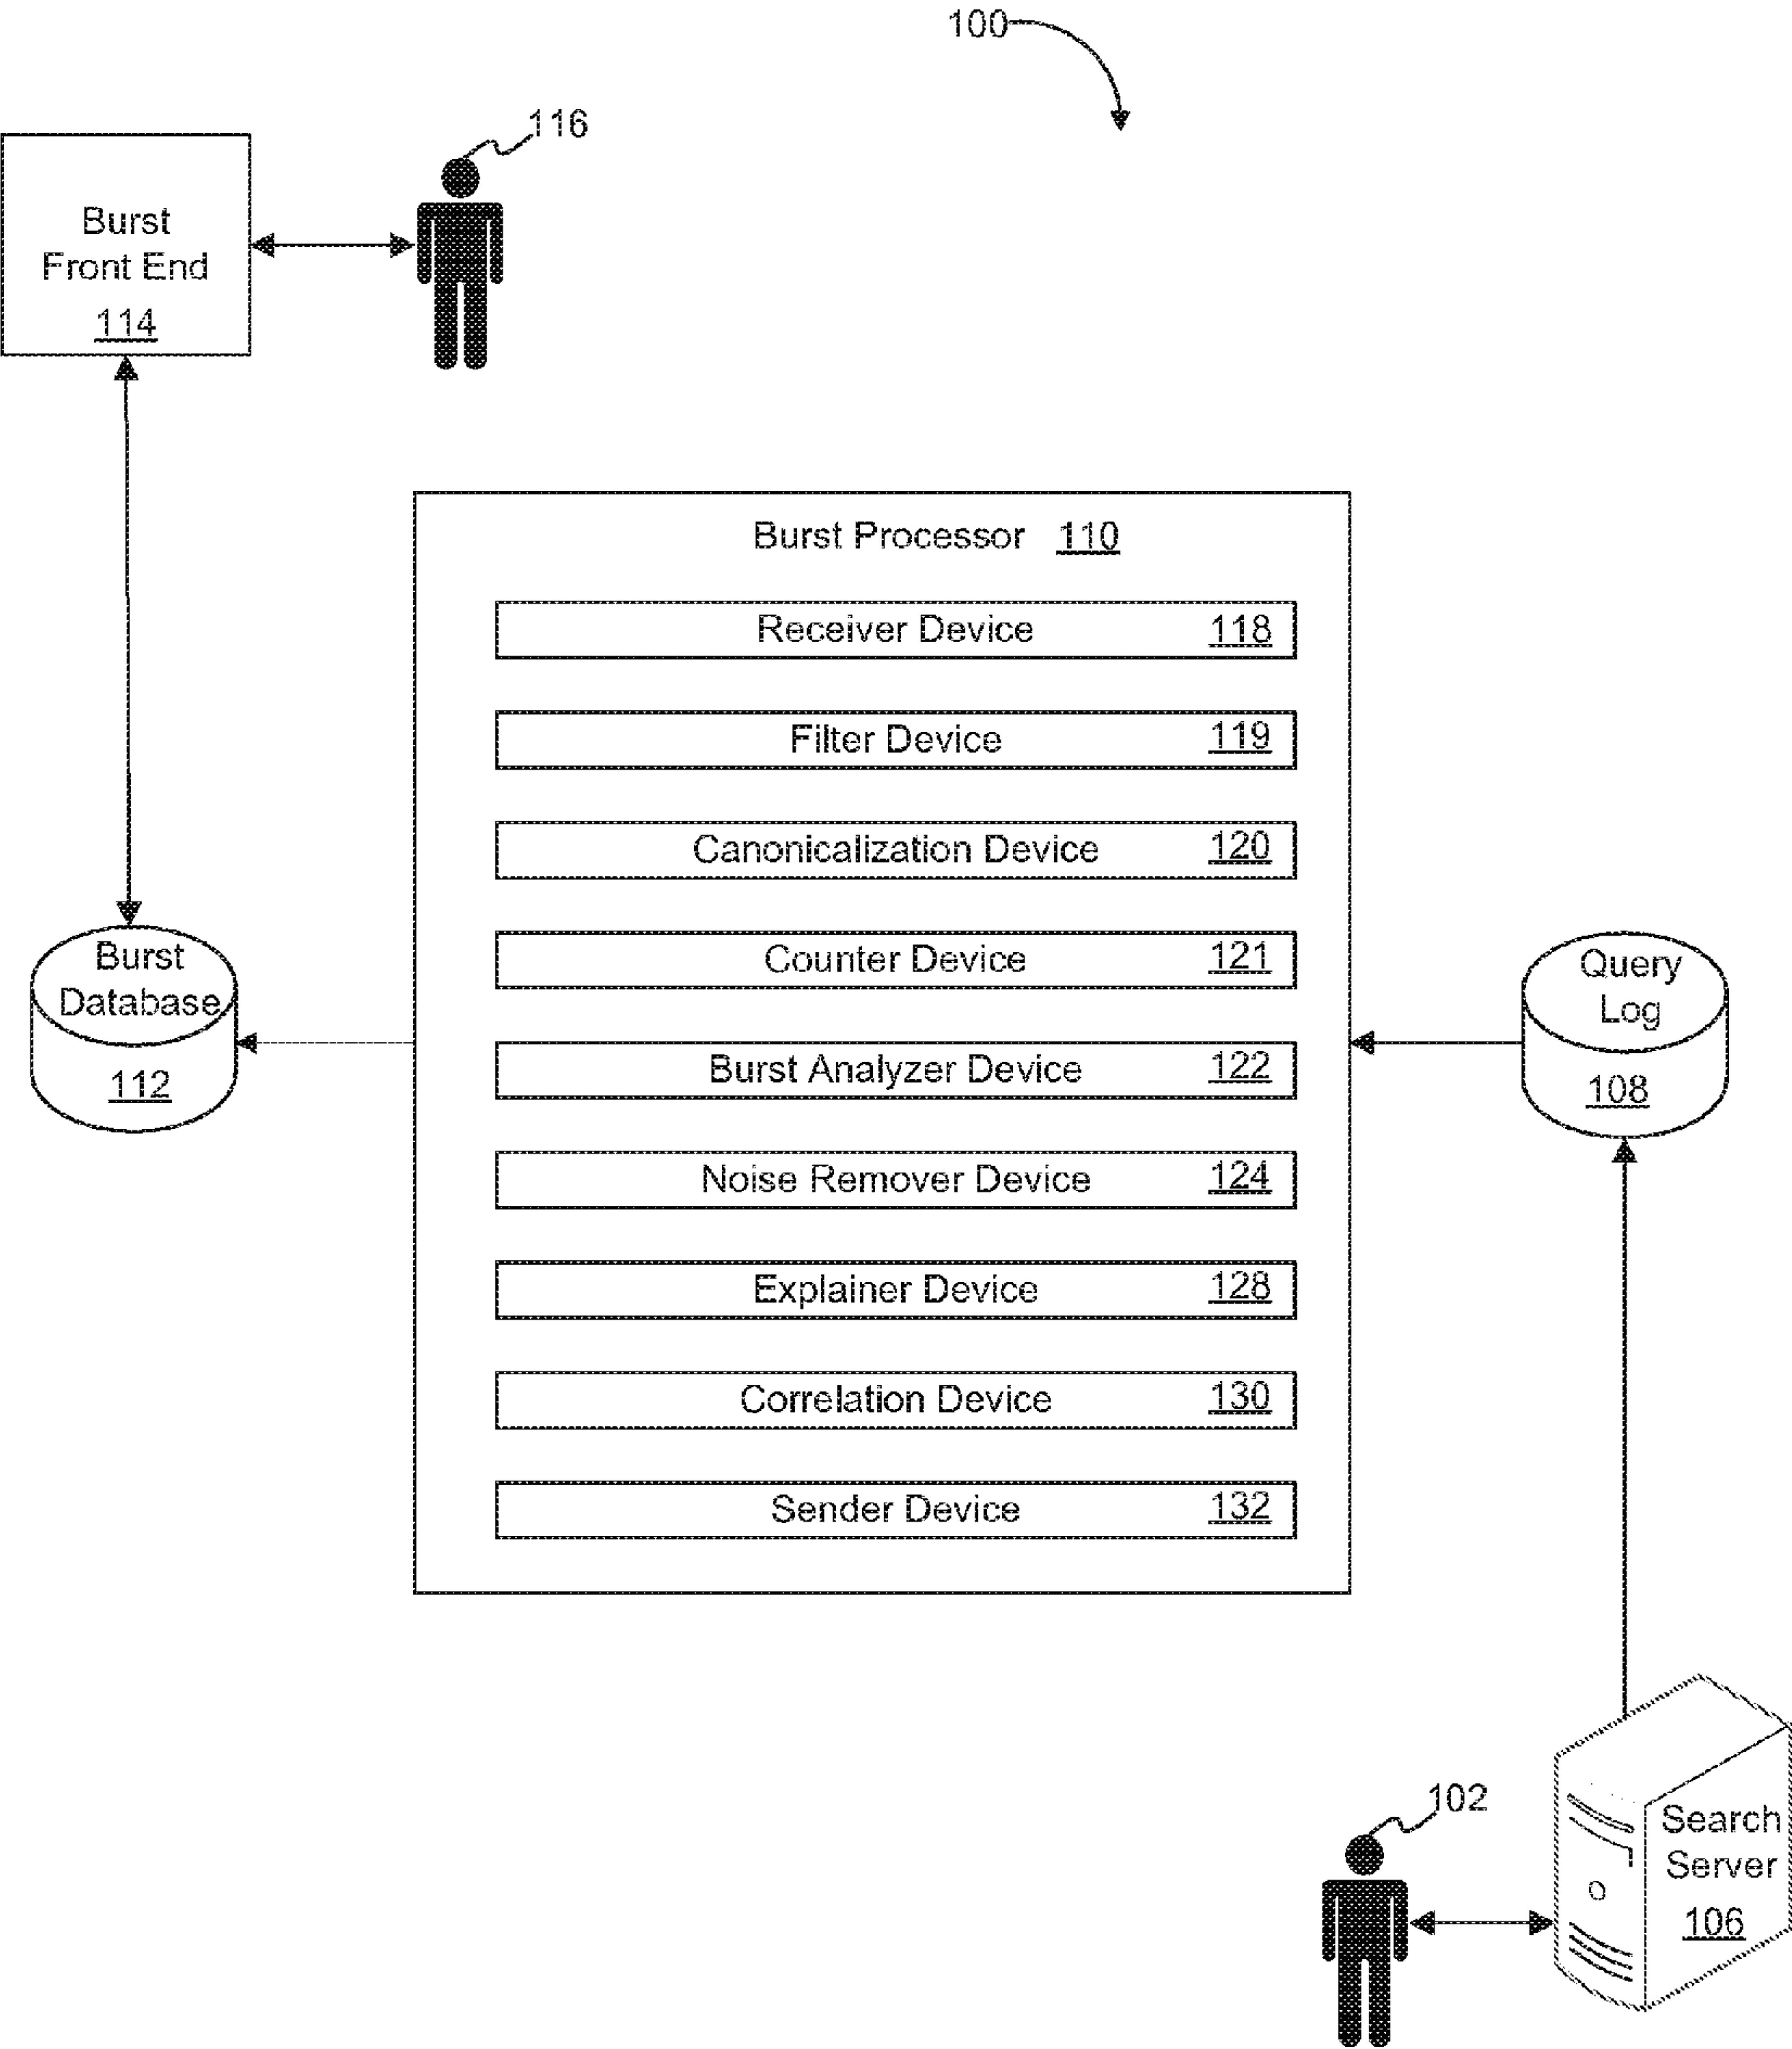 100
116
Burst
Front End
114
Burst Processor 110
Receiver Device 118
Filter Device 119
Canonicalization Device 120
Counter Device 121
Burst Analyzer Device 122
Noise Remover Device 124
Explainer Device 128
Correlation Device 130
Sender Device 132
Burst
Database
112
Query
Log
108
102
Search
Server
106